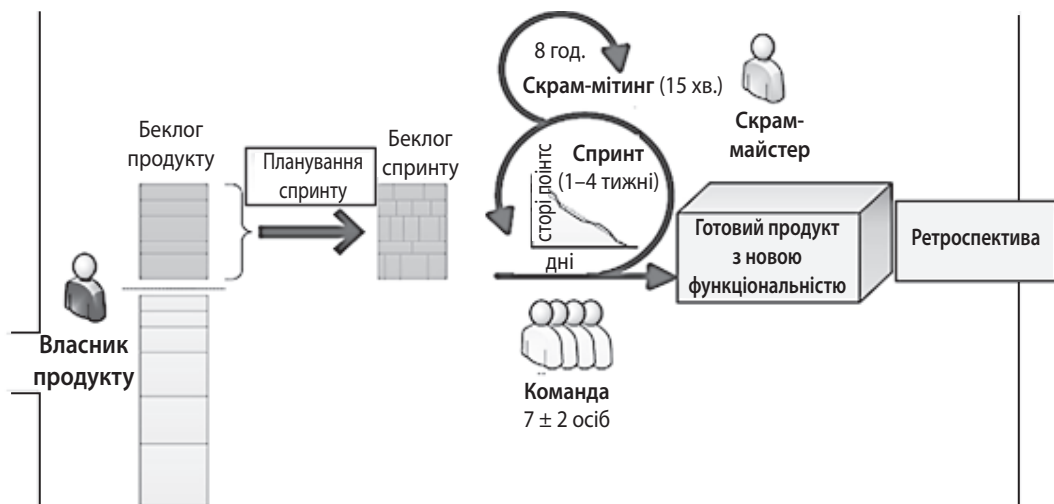 8 год.
Скрам-мітинг (15 хв.)
Скрам-
майстер
Беклог
продукту
Планування
спринту
Беклог
спринту
Спринт
(1–4 тижні)
сторі поінтс
дні
Готовий продукт
з новою
функціональністю
Ретроспектива
Власник
продукту
Команда
7 ± 2 осіб